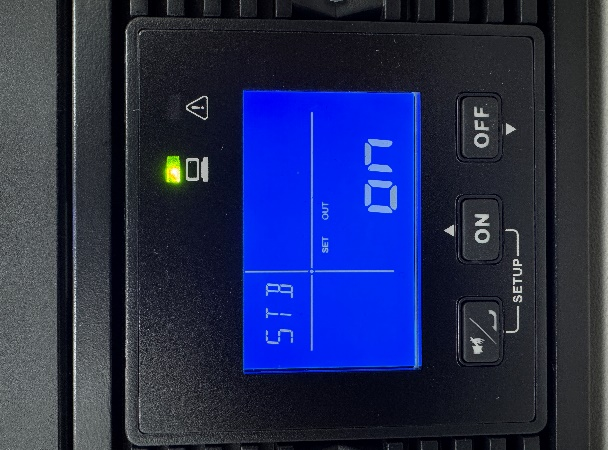 STB
SET OUT
on
ON OFF
SETUP